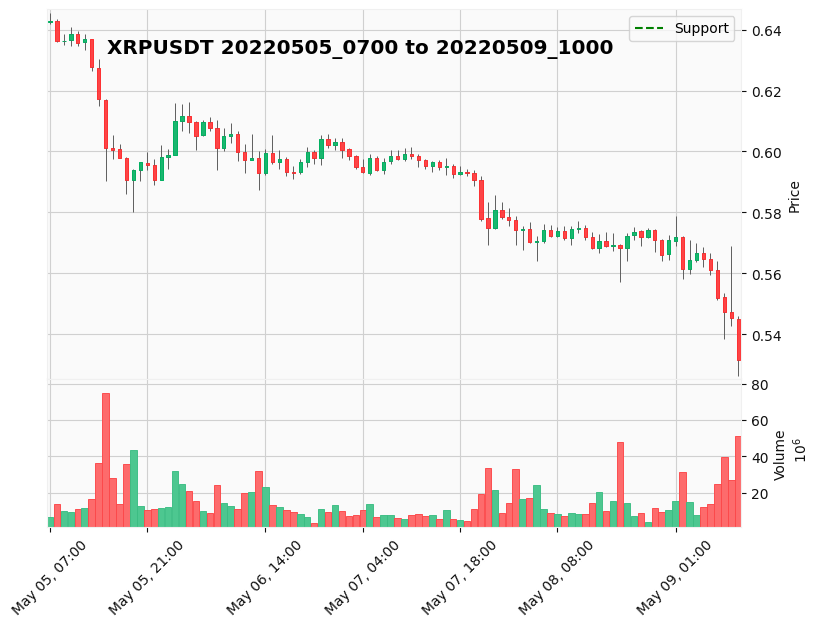 XRPUSDT 20220505_0700 to 20220509_1000
Support
0.64
0.62
0.60
0.58
0.56
0.54
Price
80
60
40
20
Volume
10^6
May 05, 07:00
May 05, 21:00
May 06, 14:00
May 07, 04:00
May 07, 18:00
May 08, 08:00
May 09, 01:00